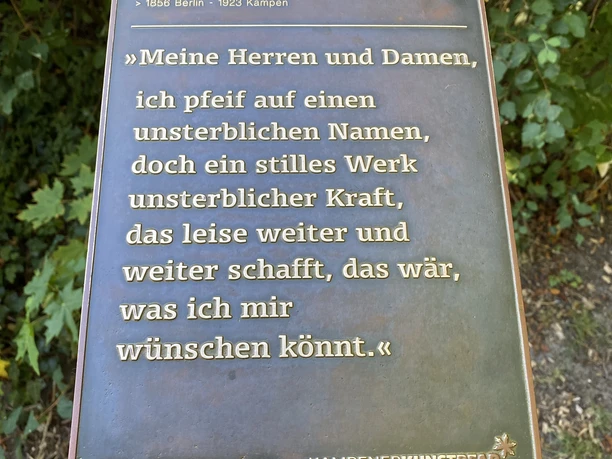 > 1856 Berlin - 1923 Kampen
»Meine Herren und Damen,
ich pfeif auf einen
unsterblichen Namen,
doch ein stilles Werk
unsterblicher Kraft,
das leise weiter und
weiter schafft, das wär,
was ich mir
wünschen könnt.«
KAMPENERKUNSTPFAD